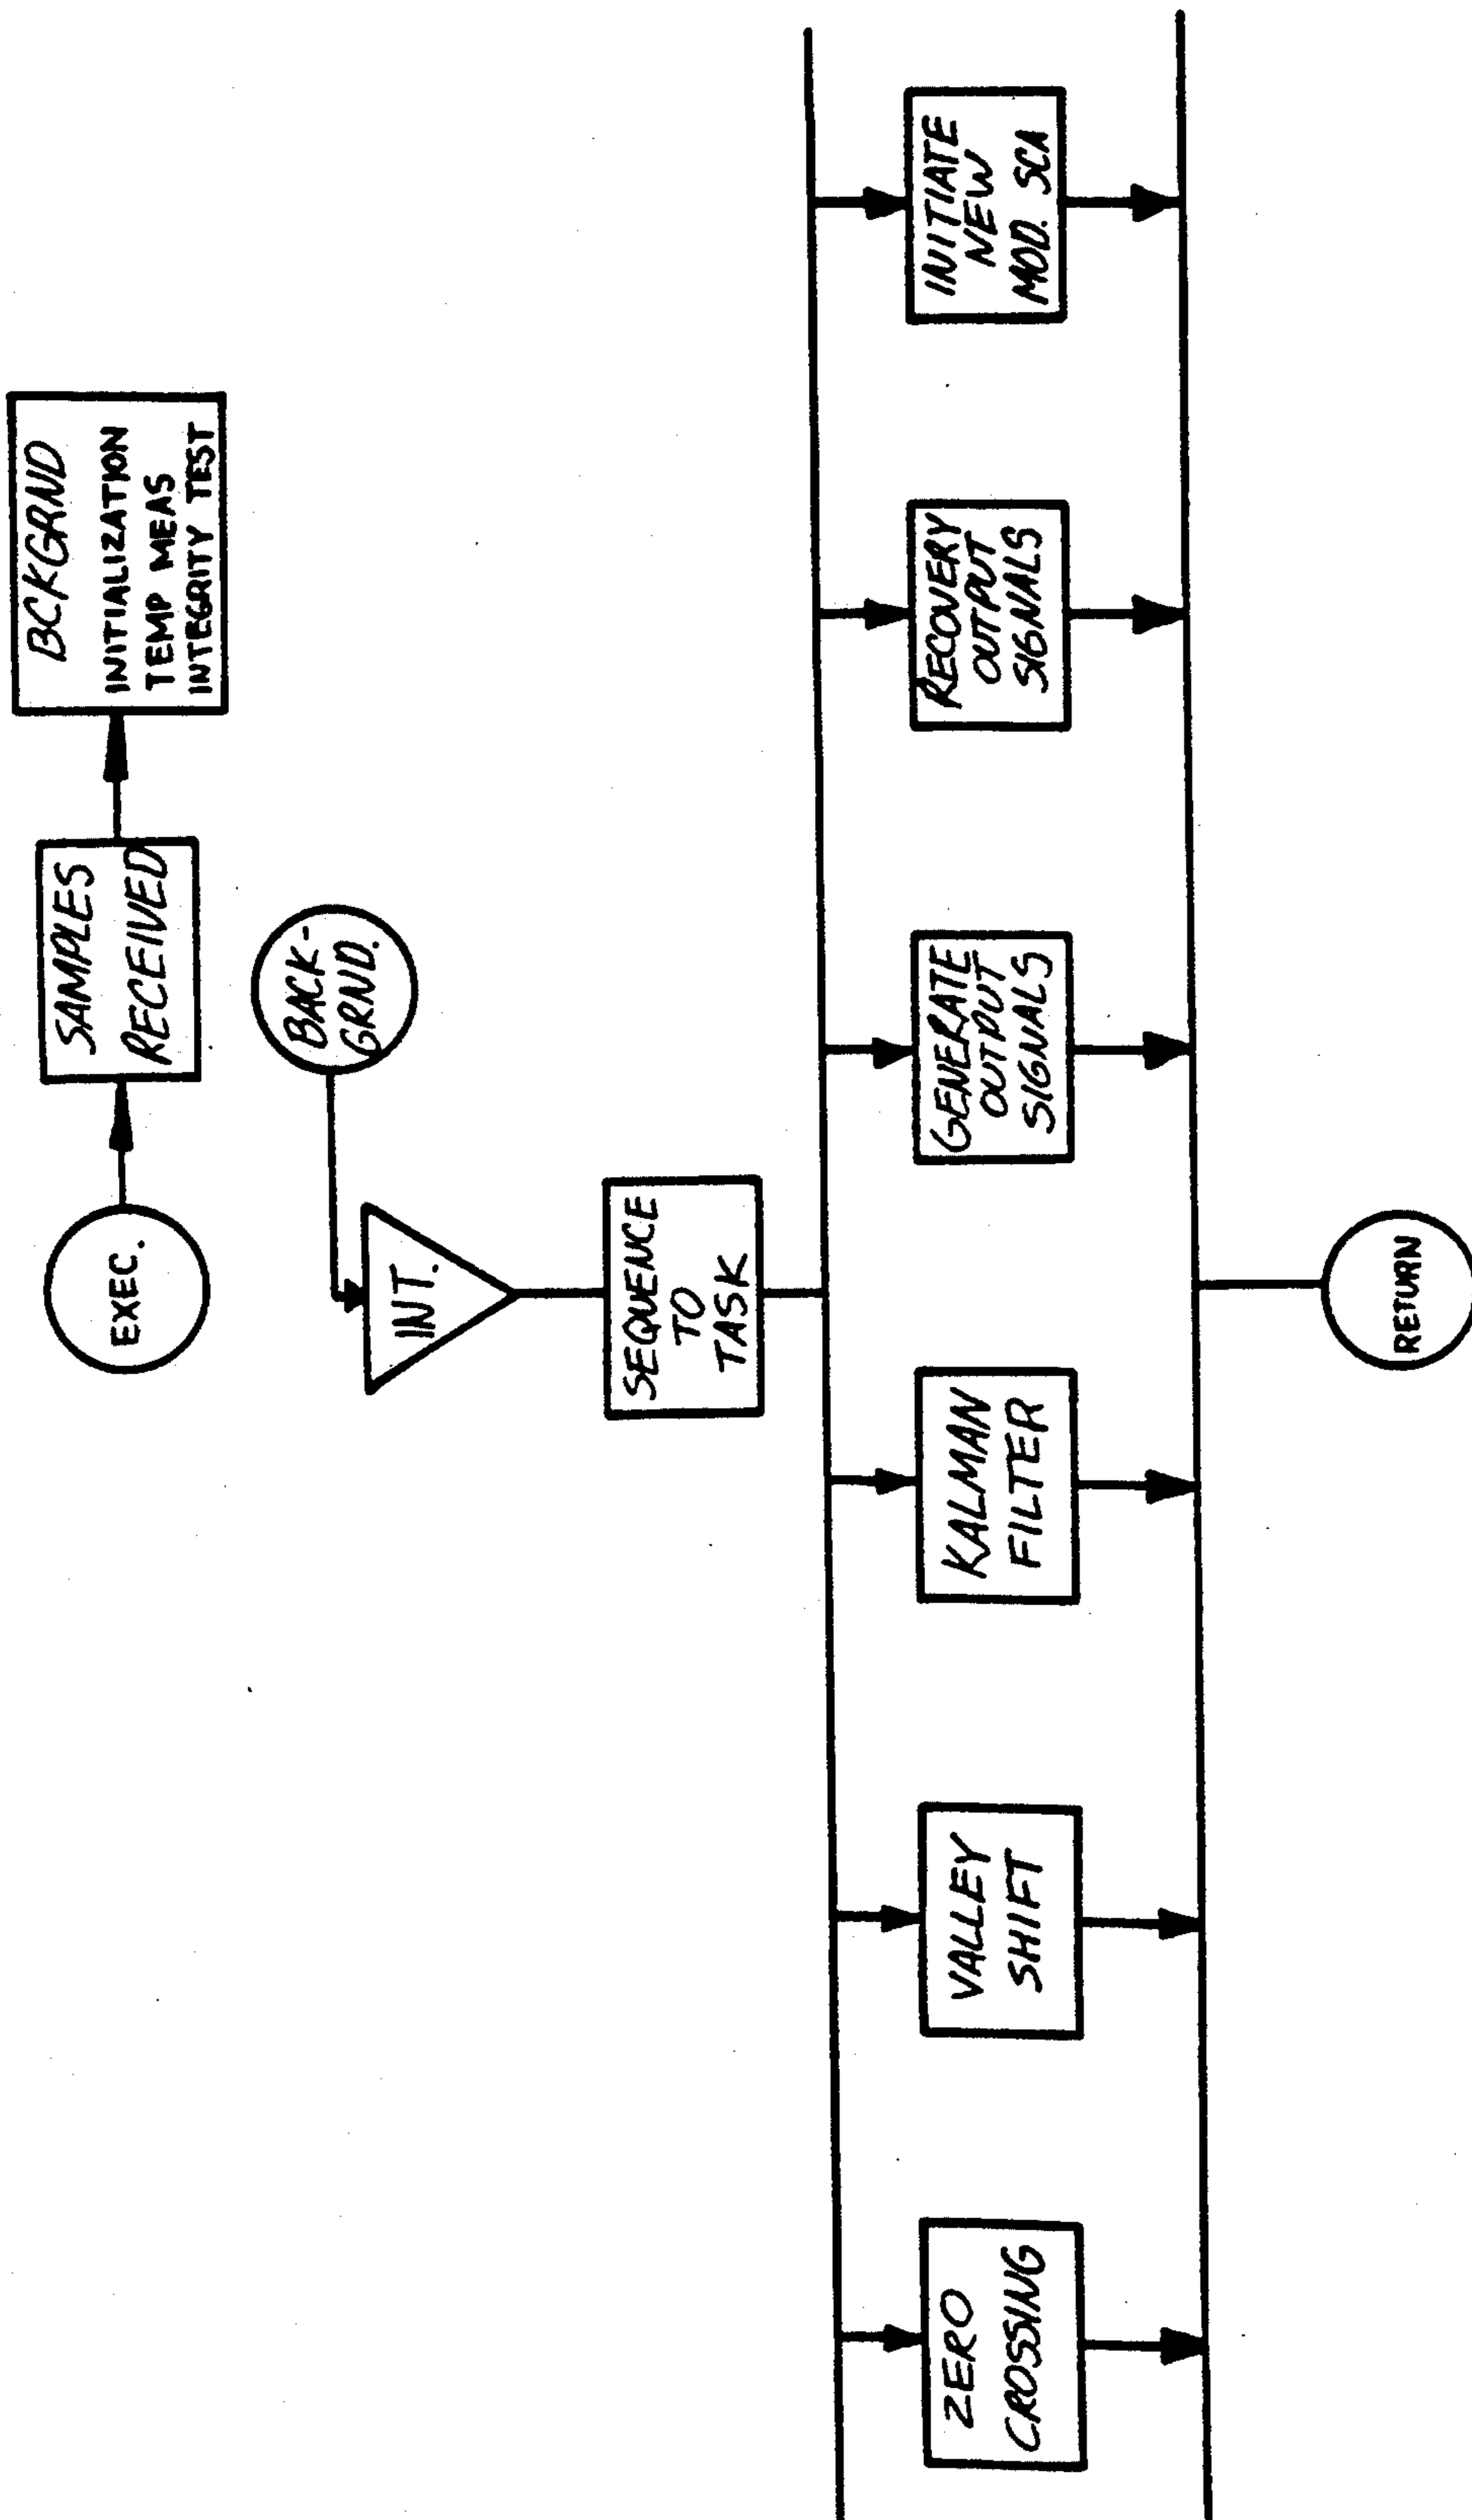 EXEC.
SAMPLES
RECEIVED
BCKGRND
INITIALIZATION
TEMP MEAS
INTEGRITY TEST
BACK-
GRND.
INT.
SEQUENCE
TO
TASK
ZERO
CROSSING
VALLEY
SHIFT
KALMAN
FILTER
GENERATE
OUTPUT
SIGNALS
RECOVERY
OUTPUT
SIGNALS
INITIATE
NEW
MOD.
RETURN